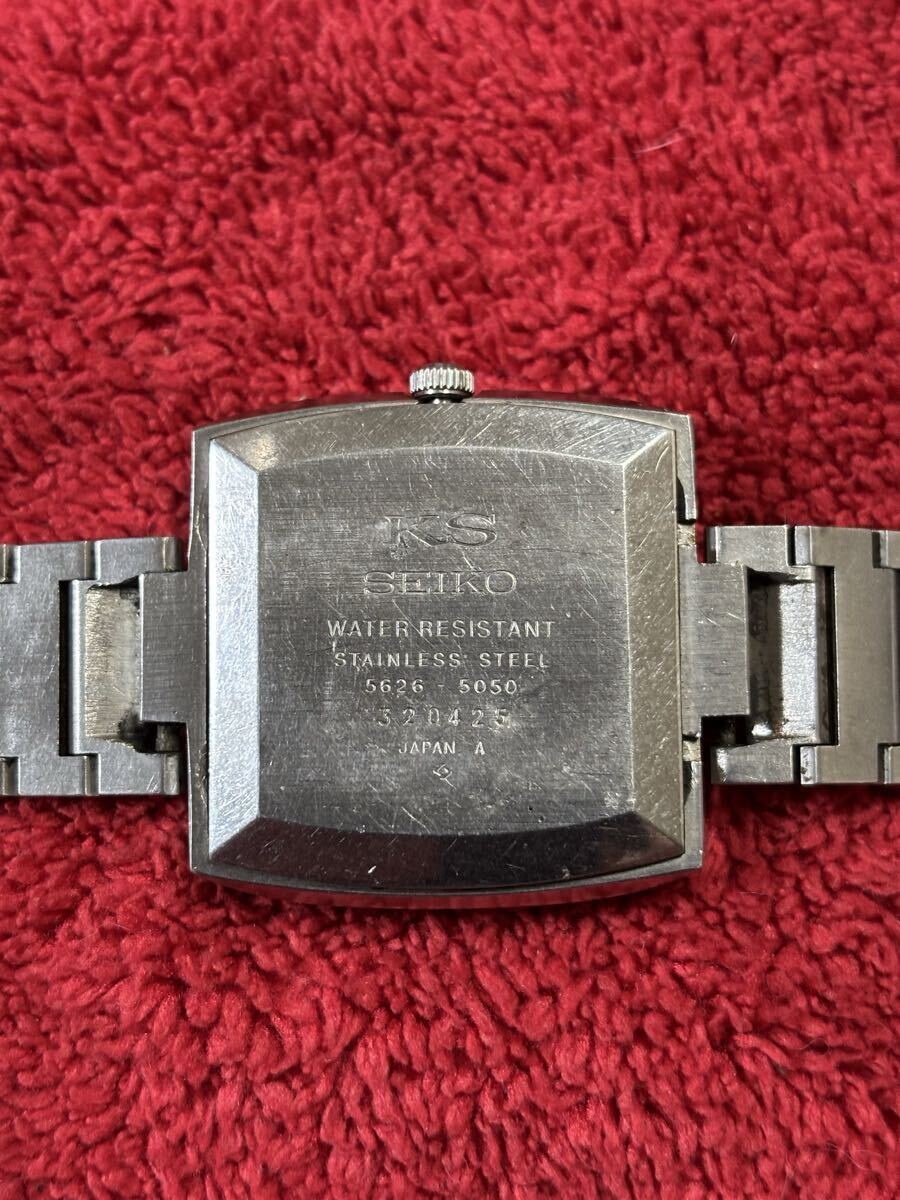 KS
SEIKO
WATER RESISTANT
STAINLESS STEEL
5626-5050
320425
JAPAN A